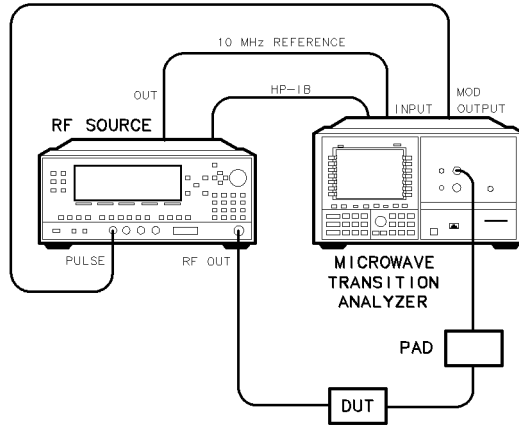 10 MHz REFERENCE
OUT
HP-IB
INPUT
MOD
OUTPUT
RF SOURCE
PULSE
RF OUT
MICROWAVE
TRANSITION
ANALYZER
PAD
DUT